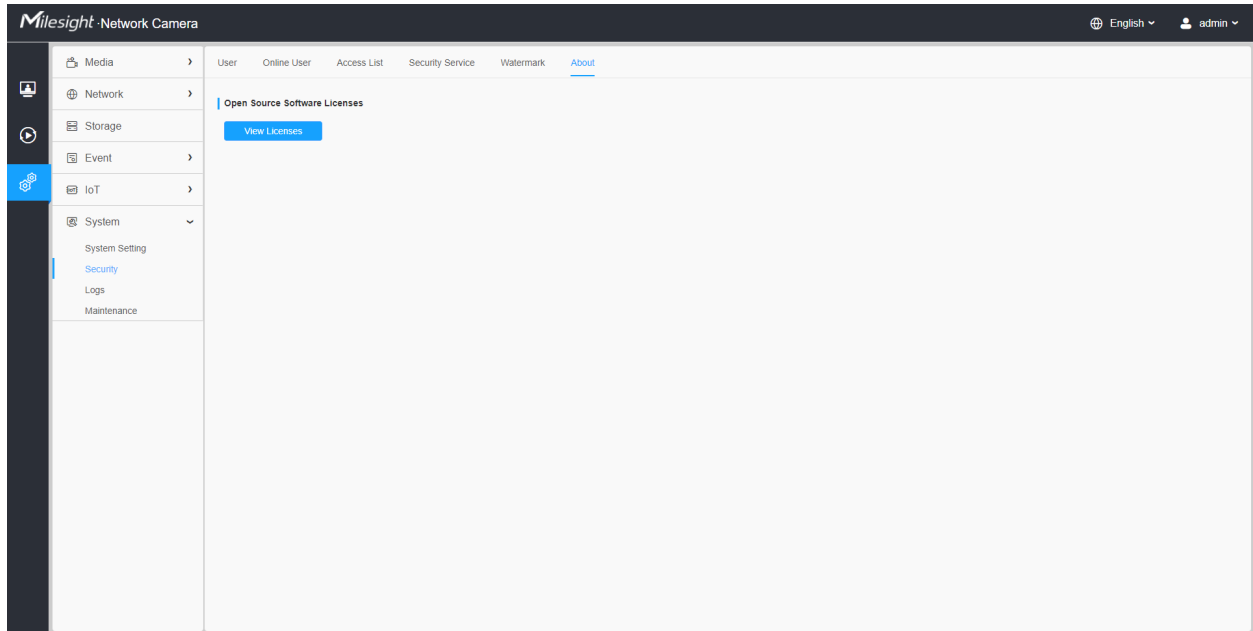 Milesight ·Network Camera
English
admin
Media
Network
Storage
Event
IoT
System
System Setting
Security
Logs
Maintenance
User Online User Access List Security Service Watermark About
Open Source Software Licenses
View Licenses